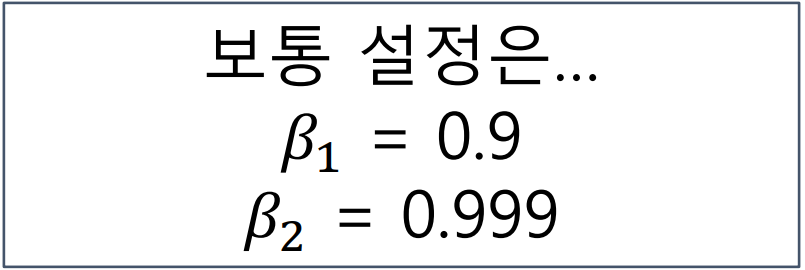 보통 설정은...
β₁ = 0.9
β₂ = 0.999